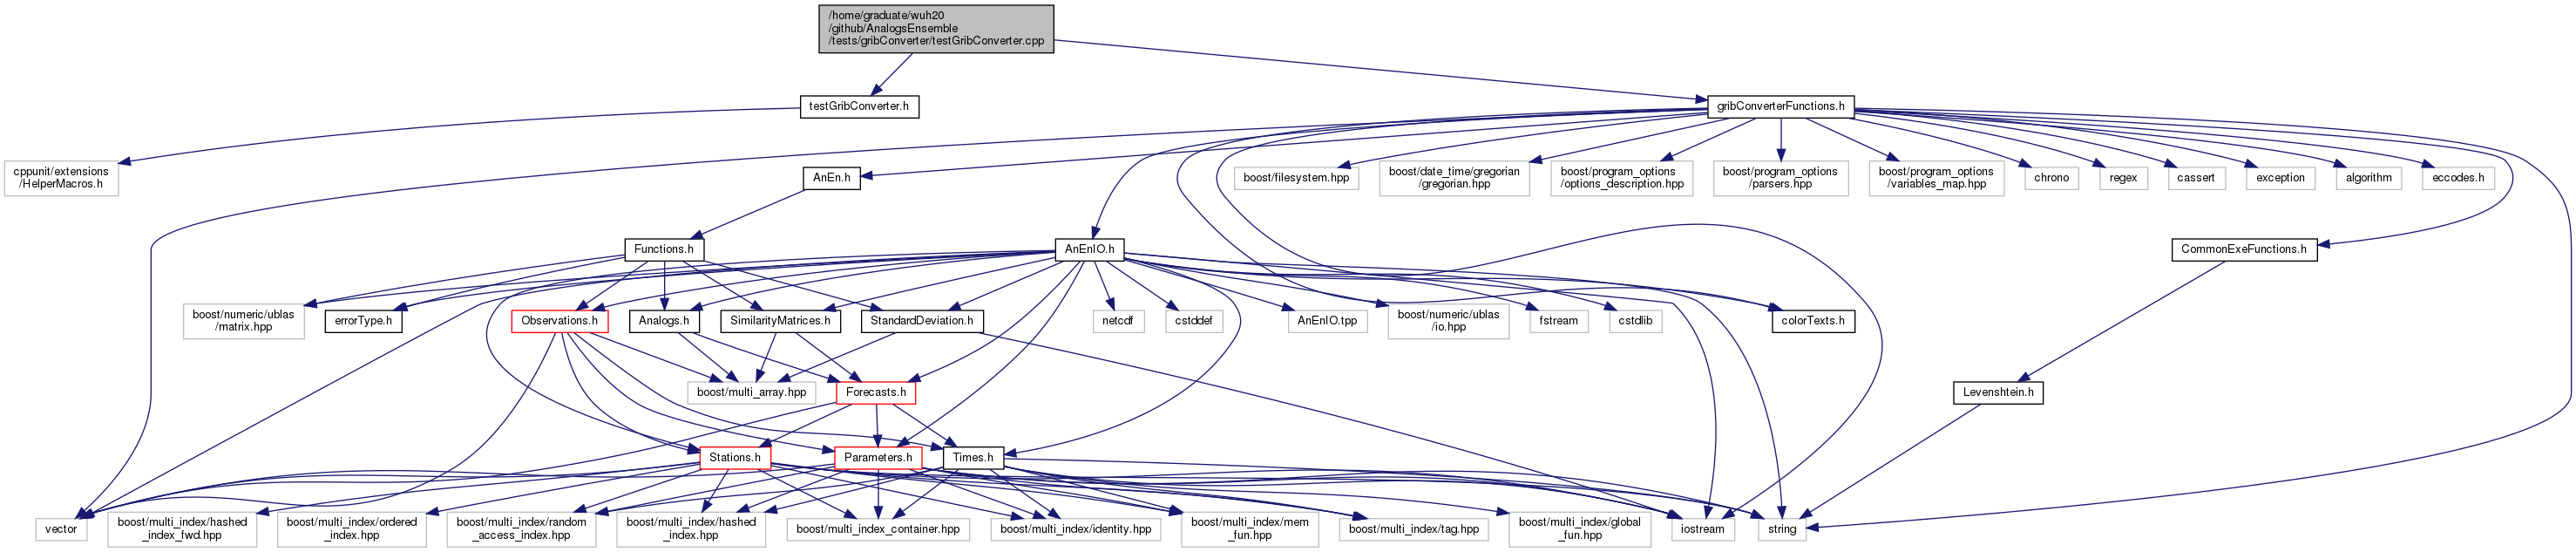 /home/graduate/wuh20
/github/AnalogsEnsemble
/tests/gribConverter/testGribConverter.cpp
testGribConverter.h
gribConverterFunctions.h
cppunit/extensions
/HelperMacros.h
AnEn.h
boost/filesystem.hpp
boost/date_time/gregorian
/gregorian.hpp
boost/program_options
/options_description.hpp
boost/program_options
/parsers.hpp
boost/program_options
/variables_map.hpp
chrono
regex
cassert
exception
algorithm
eccodes.h
Functions.h
AnEnIO.h
CommonExeFunctions.h
boost/numeric/ublas
/matrix.hpp
errorType.h
Observations.h
Analogs.h
SimilarityMatrices.h
StandardDeviation.h
netcdf
cstddef
AnEnIO.tpp
boost/numeric/ublas
/io.hpp
fstream
cstdlib
colorTexts.h
boost/multi_array.hpp
Forecasts.h
Levenshtein.h
Stations.h
Parameters.h
Times.h
vector
boost/multi_index/hashed
_index_fwd.hpp
boost/multi_index/ordered
_index.hpp
boost/multi_index/random
_access_index.hpp
boost/multi_index/hashed
_index.hpp
boost/multi_index_container.hpp
boost/multi_index/identity.hpp
boost/multi_index/mem
_fun.hpp
boost/multi_index/tag.hpp
boost/multi_index/global
_fun.hpp
iostream
string